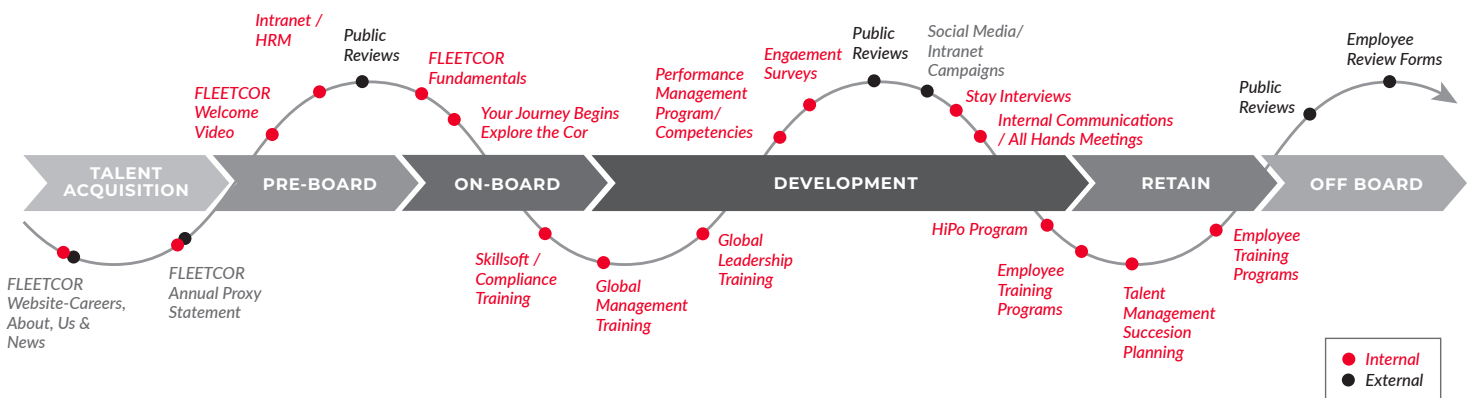 Intranet /
HRM
Public
Reviews
FLEETCOR
Fundamentals
FLEETCOR
Welcome
Video
Your Journey Begins
Explore the Cor
Performance
Management
Program/
Competencies
Engaement
Surveys
Public
Reviews
Social Media/
Intranet
Campaigns
Stay Interviews
Internal Communications
/ All Hands Meetings
Public
Reviews
Employee
Review Forms
TALENT
ACQUISITION
PRE-BOARD
ON-BOARD
DEVELOPMENT
RETAIN
OFF BOARD
FLEETCOR
Website-Careers,
About, Us &
News
FLEETCOR
Annual Proxy
Statement
Skillsoft /
Compliance
Training
Global
Management
Training
Global
Leadership
Training
HiPo Program
Employee
Training
Programs
Talent
Management
Succesion
Planning
Employee
Training
Programs
Internal
External